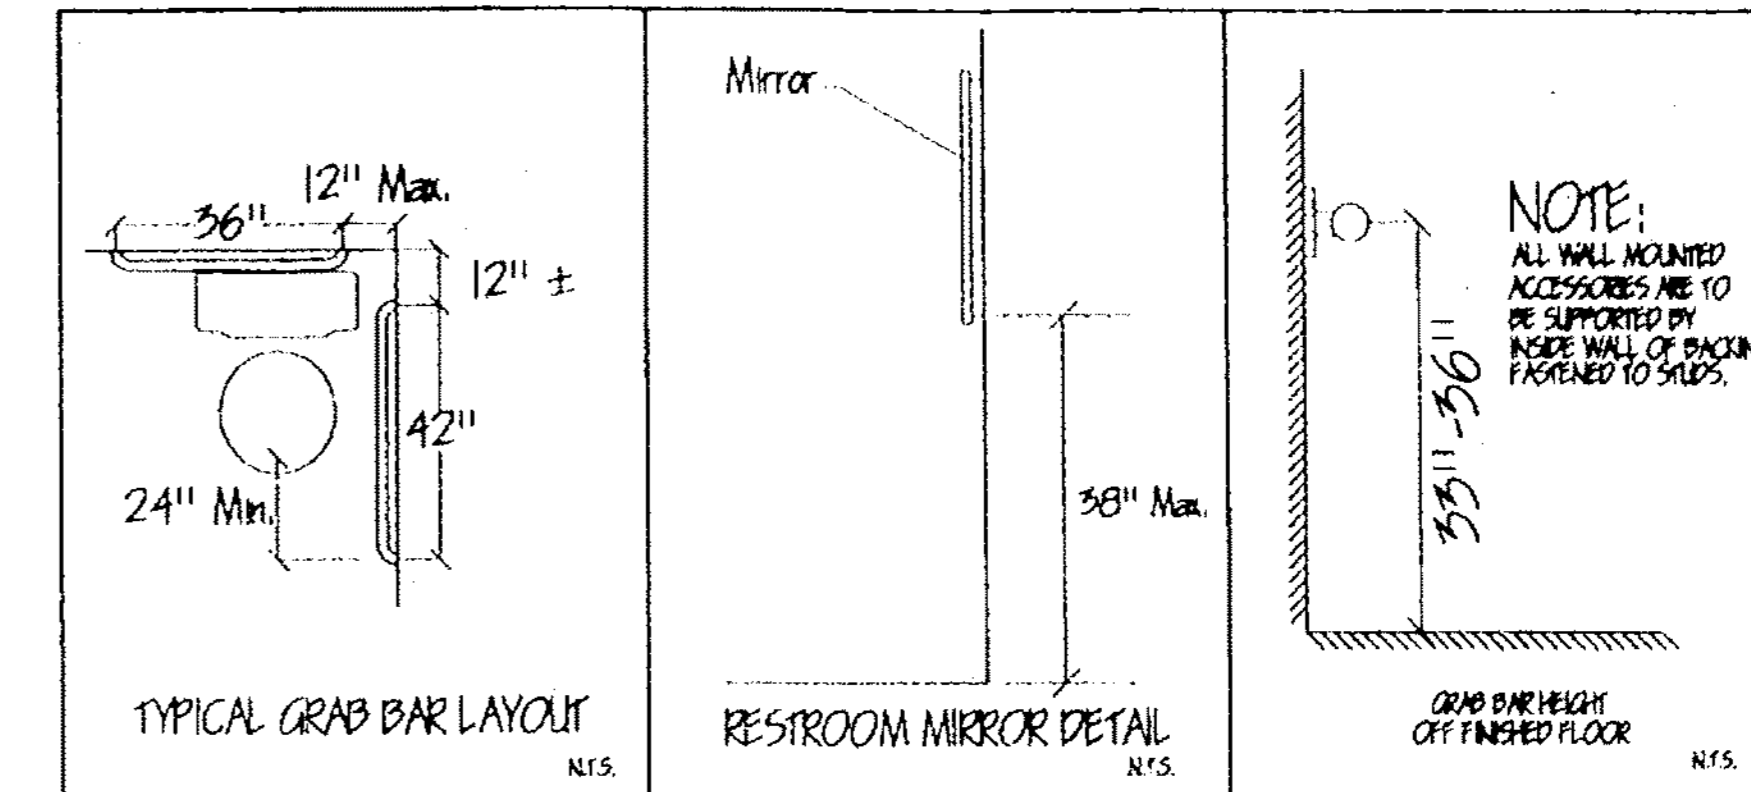 12" Max.
36"
12" ±
42"
24" Min.
TYPICAL GRAB BAR LAYOUT
N.T.S.
Mirror
38" Max.
RESTROOM MIRROR DETAIL
N.T.S.
NOTE:
ALL WALL MOUNTED
ACCESSORIES ARE TO
BE SUPPORTED BY
INSIDE WALL OF BACKIN
FASTENED TO STUDS.
33"-36"
GRAB BAR HEIGHT
OFF FINISHED FLOOR
N.T.S.